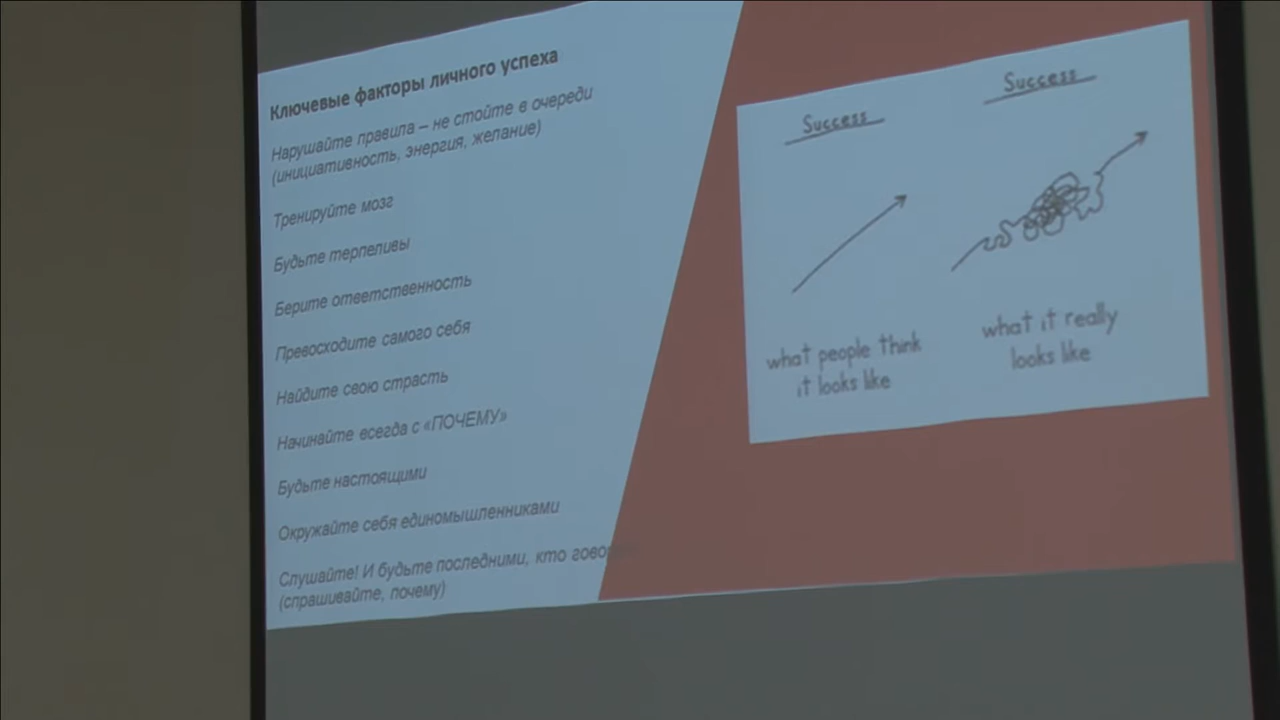 Ключевые факторы личного успеха
Нарушайте правила – не стойте в очереди
(инициативность, энергия, желание)
Тренируйте мозг
Будьте терпеливы
Берите ответственность
Превосходите самого себя
Найдите свою страсть
Начинайте всегда с «ПОЧЕМУ»
Будьте настоящими
Окружайте себя единомышленниками
Слушайте! И будьте последними, кто
(спрашивайте, почему)
Success
what people think
it looks like
Success
what it really
looks like